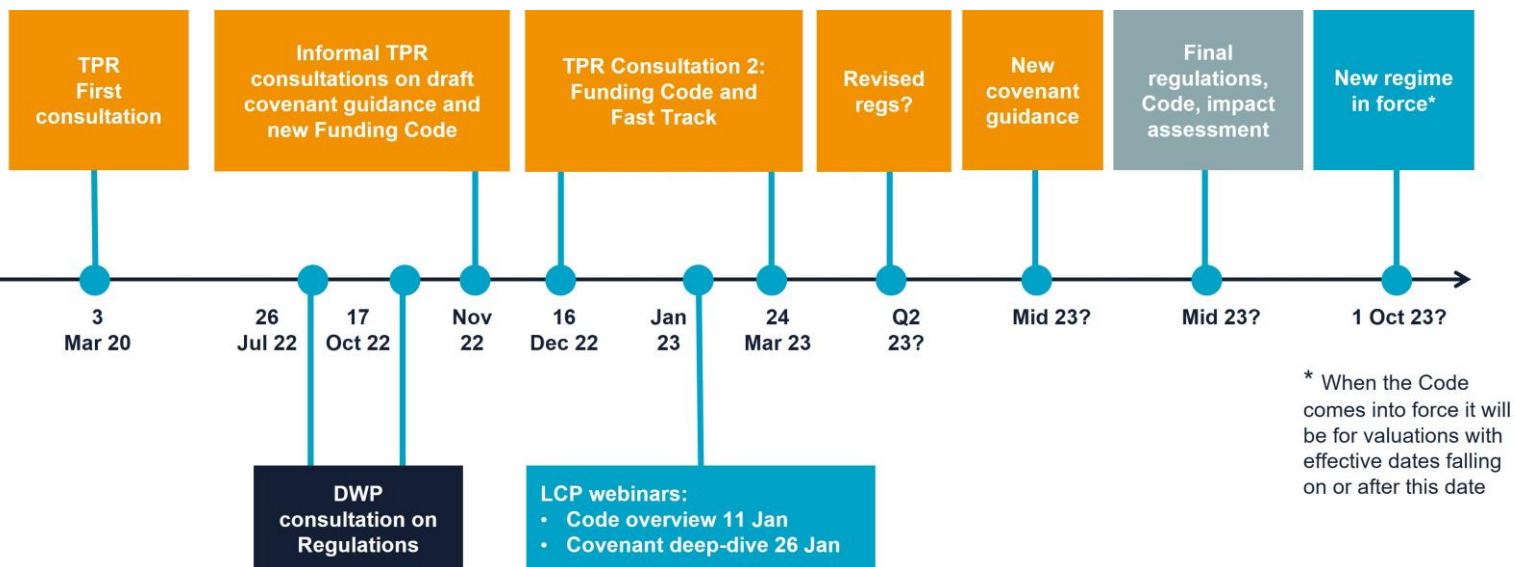 TPR
First
consultation
Informal TPR
consultations on draft
covenant guidance and
new Funding Code
TPR Consultation 2:
Funding Code and
Fast Track
Revised
regs?
New
covenant
guidance
Final
regulations,
Code, impact
assessment
New regime
in force*
3
Mar 20
26
Jul 22
17
Oct 22
Nov
22
16
Dec 22
Jan
23
24
Mar 23
Q2
23?
Mid 23?
Mid 23?
1 Oct 23?
DWP
consultation on
Regulations
LCP webinars:
• Code overview 11 Jan
• Covenant deep-dive 26 Jan
* When the Code
comes into force it will
be for valuations with
effective dates falling
on or after this date